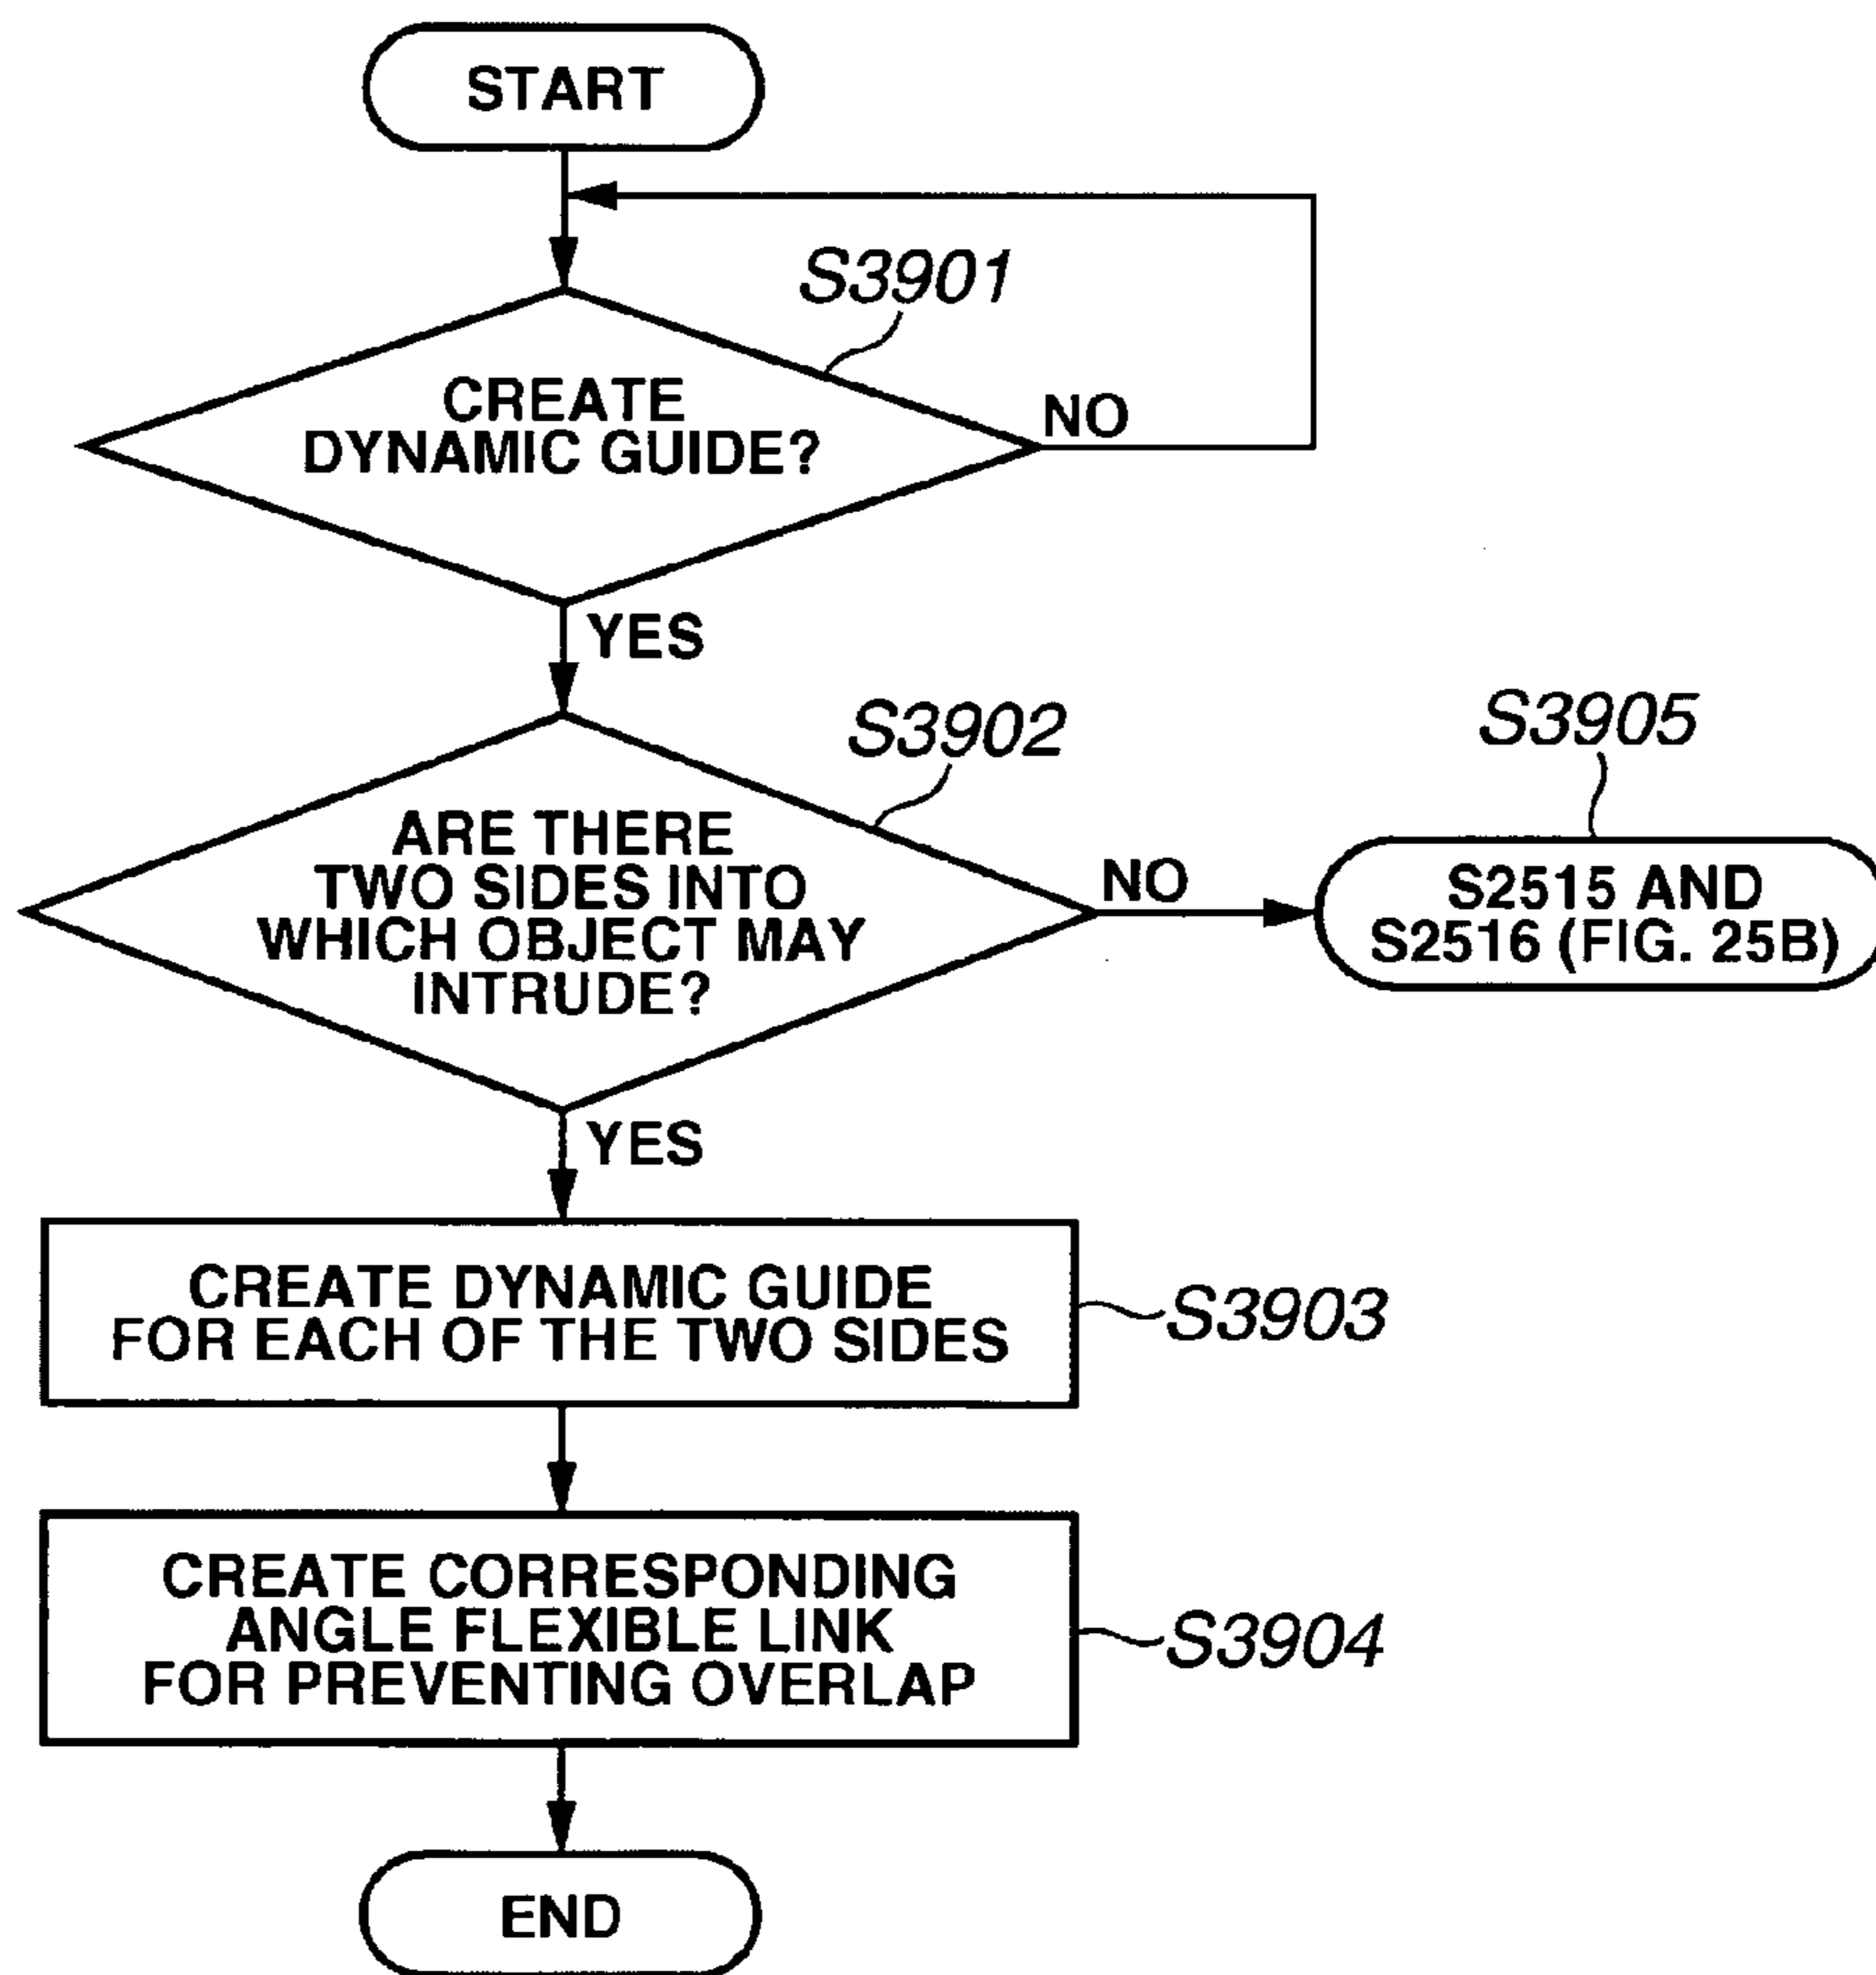 START
S3901
CREATE
DYNAMIC GUIDE?
NO
YES
S3902
S3905
ARE THERE
TWO SIDES INTO
WHICH OBJECT MAY
INTRUDE?
NO
S2515 AND
S2516 (FIG. 25B)
YES
CREATE DYNAMIC GUIDE
FOR EACH OF THE TWO SIDES
S3903
CREATE CORRESPONDING
ANGLE FLEXIBLE LINK
FOR PREVENTING OVERLAP
S3904
END